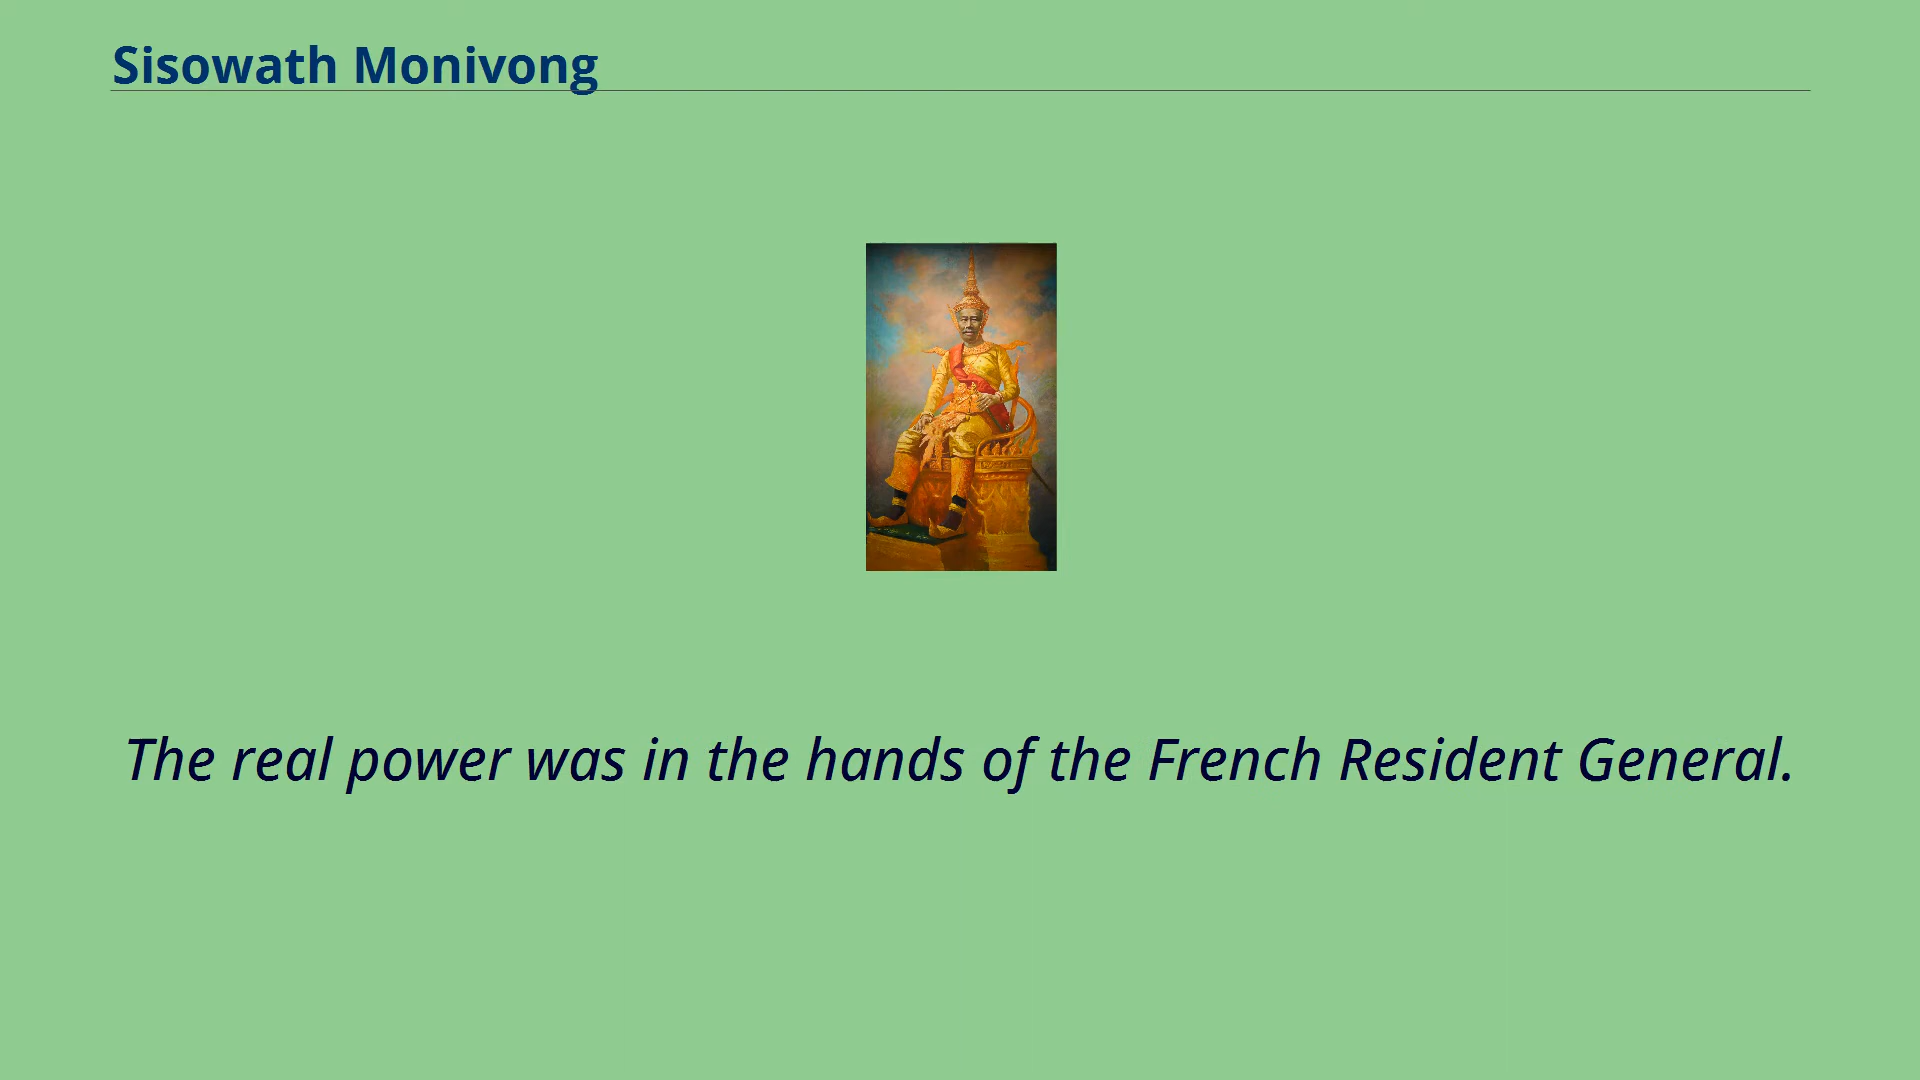 Sisowath Monivong
The real power was in the hands of the French Resident General.